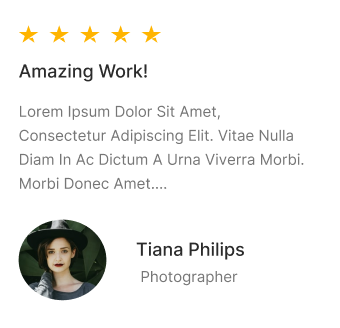 Amazing Work!
Lorem Ipsum Dolor Sit Amet,
Consectetur Adipiscing Elit. Vitae Nulla
Diam In Ac Dictum A Urna Viverra Morbi.
Morbi Donec Amet....
Tiana Philips
Photographer